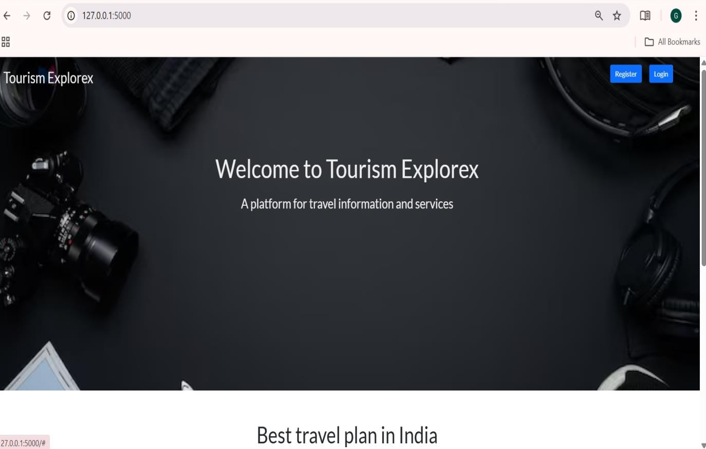 127.0.0.1:5000
G
All Bookmarks
Tourism Explorex
Register Login
Welcome to Tourism Explorex
A platform for travel information and services
Best travel plan in India
27.0.0.1:5000/#